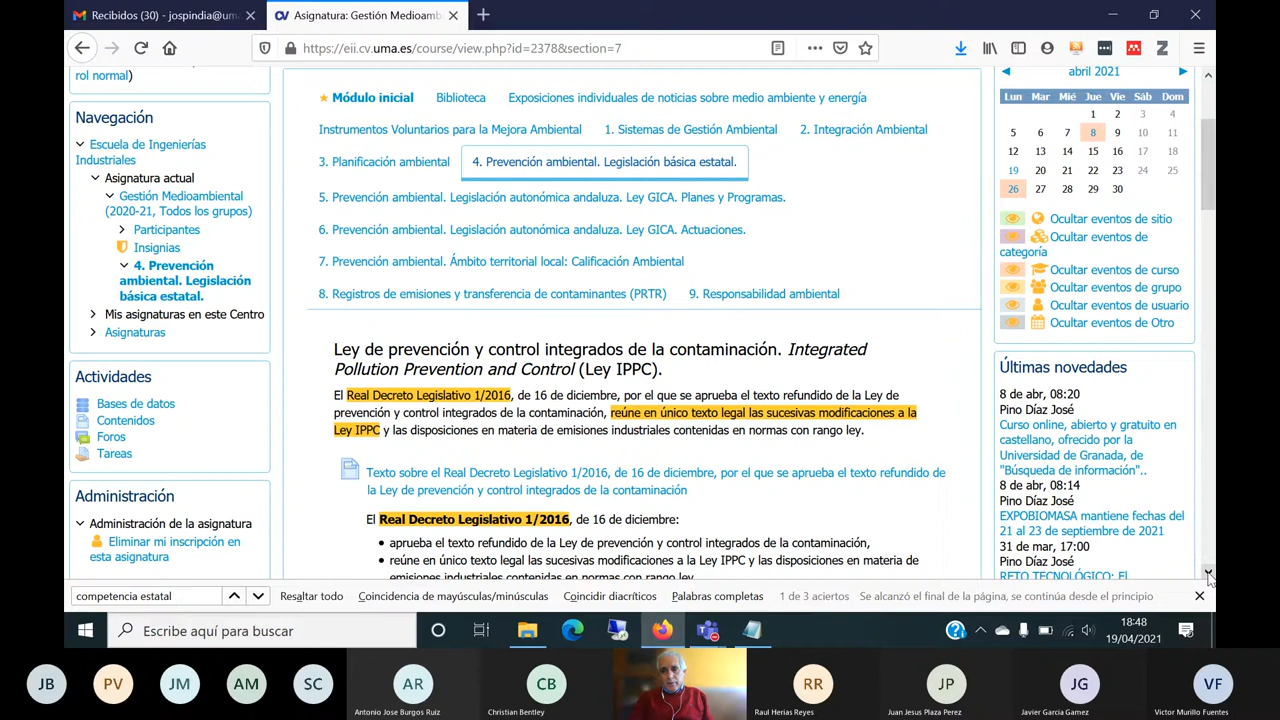 Recibidos (30) - jospindia@uma
Asignatura: Gestión Medioamb
https://eii.cv.uma.es/course/view.php?id=2378&section=7
rol normal)
Navegación
Escuela de Ingenierías
Industriales
Asignatura actual
Gestión Medioambiental
(2020-21, Todos los grupos)
Participantes
Insignias
4. Prevención
ambiental. Legislación
básica estatal.
Mis asignaturas en este Centro
Asignaturas
Actividades
Bases de datos
Contenidos
Foros
Tareas
Administración
Administración de la asignatura
Eliminar mi inscripción en
esta asignatura
Módulo inicial Biblioteca Exposiciones individuales de noticias sobre medio ambiente y energía
Instrumentos Voluntarios para la Mejora Ambiental 1. Sistemas de Gestión Ambiental 2. Integración Ambiental
3. Planificación ambiental 4. Prevención ambiental. Legislación básica estatal.
5. Prevención ambiental. Legislación autonómica andaluza. Ley GICA. Planes y Programas.
6. Prevención ambiental. Legislación autonómica andaluza. Ley GICA. Actuaciones.
7. Prevención ambiental. Ámbito territorial local: Calificación Ambiental
8. Registros de emisiones y transferencia de contaminantes (PRTR) 9. Responsabilidad ambiental
Ley de prevención y control integrados de la contaminación. Integrated
Pollution Prevention and Control (Ley IPPC).
El Real Decreto Legislativo 1/2016, de 16 de diciembre, por el que se aprueba el texto refundido de la Ley de
prevención y control integrados de la contaminación, reúne en único texto legal las sucesivas modificaciones a la
Ley IPPC y las disposiciones en materia de emisiones industriales contenidas en normas con rango ley.
Texto sobre el Real Decreto Legislativo 1/2016, de 16 de diciembre, por el que se aprueba el texto refundido de
la Ley de prevención y control integrados de la contaminación
El Real Decreto Legislativo 1/2016, de 16 de diciembre:
• aprueba el texto refundido de la Ley de prevención y control integrados de la contaminación,
• reúne en único texto legal las sucesivas modificaciones a la Ley IPPC y las disposiciones en materia de
emisiones industriales contenidas en normas con rango ley
abril 2021
Lun Mar Mié Jue Vie Sáb Dom
1 2 3 4
5 6 7 8 9 10 11
12 13 14 15 16 17 18
19 20 21 22 23 24 25
26 27 28 29 30
Ocultar eventos de sitio
Ocultar eventos de
categoría
Ocultar eventos de curso
Ocultar eventos de grupo
Ocultar eventos de usuario
Ocultar eventos de Otro
Últimas novedades
8 de abr, 08:20
Pino Díaz José
Curso online, abierto y gratuito en
castellano, ofrecido por la
Universidad de Granada, de
"Búsqueda de información"..
8 de abr, 08:14
Pino Díaz José
EXPOBIOMASA mantiene fechas del
21 al 23 de septiembre de 2021
31 de mar, 17:00
Pino Díaz José
RETO TECNOLÓGICO: El
competencia estatal
Resaltar todo Coincidencia de mayúsculas/minúsculas Coincidir diacríticos Palabras completas 1 de 3 aciertos Se alcanzó el final de la página, se continúa desde el principio
Escribe aquí para buscar
18:48
19/04/2021
JB PV JM AM SC AR CB RR JP JG VF
Antonio Jose Burgos Ruiz Christian Bentley Raul Herias Reyes Juan Jesus Plaza Perez Javier Garcia Gamez Victor Murillo Fuentes